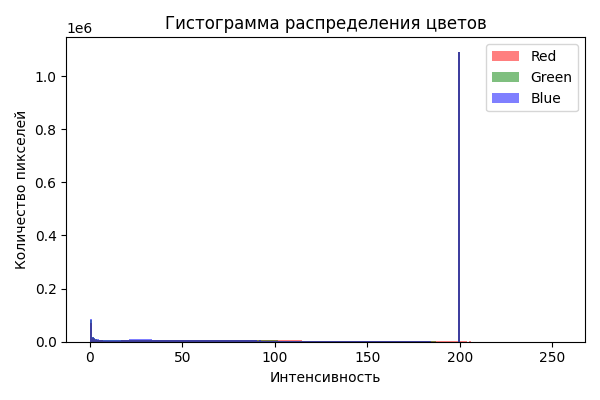 Гистограмма распределения цветов
1e6
Red
Green
Blue
1.0
0.8
0.6
0.4
0.2
0.0
Количество пикселей
0 50 100 150 200 250
Интенсивность